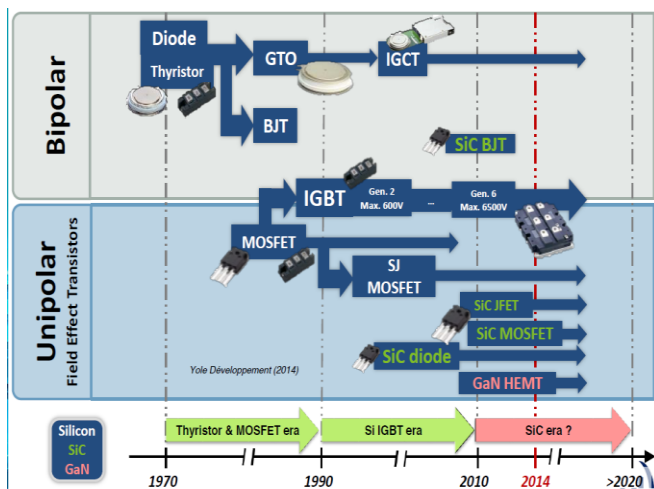 Bipolar
Diode
Thyristor
GTO
IGCT
BJT
SiC BJT
IGBT
Gen. 2
Max. 600V
...
Gen. 6
Max. 6500V
Unipolar
Field Effect Transistors
MOSFET
SJ
MOSFET
SiC JFET
SiC MOSFET
SiC diode
GaN HEMT
Yole Développement (2014)
Silicon
SiC
GaN
Thyristor & MOSFET era
Si IGBT era
SiC era ?
1970
1990
2010
2014
>2020